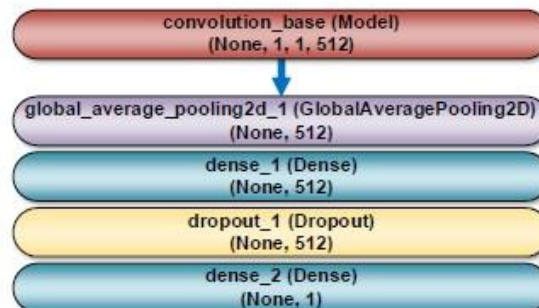 convolution_base (Model)
(None, 1, 1, 512)
global_average_pooling2d_1 (GlobalAveragePooling2D)
(None, 512)
dense_1 (Dense)
(None, 512)
dropout_1 (Dropout)
(None, 512)
dense_2 (Dense)
(None, 1)